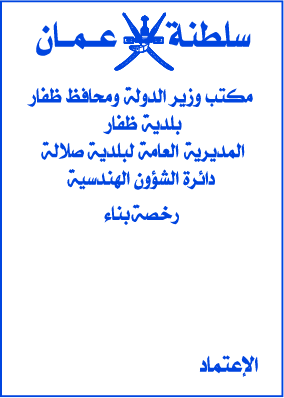 سلطنة عمان
مكتب وزير الدولة ومحافظ ظفار
بلدية ظفار
المديرية العامة لبلدية صلالة
دائرة الشؤون الهندسية
رخصة بناء
الإعتماد